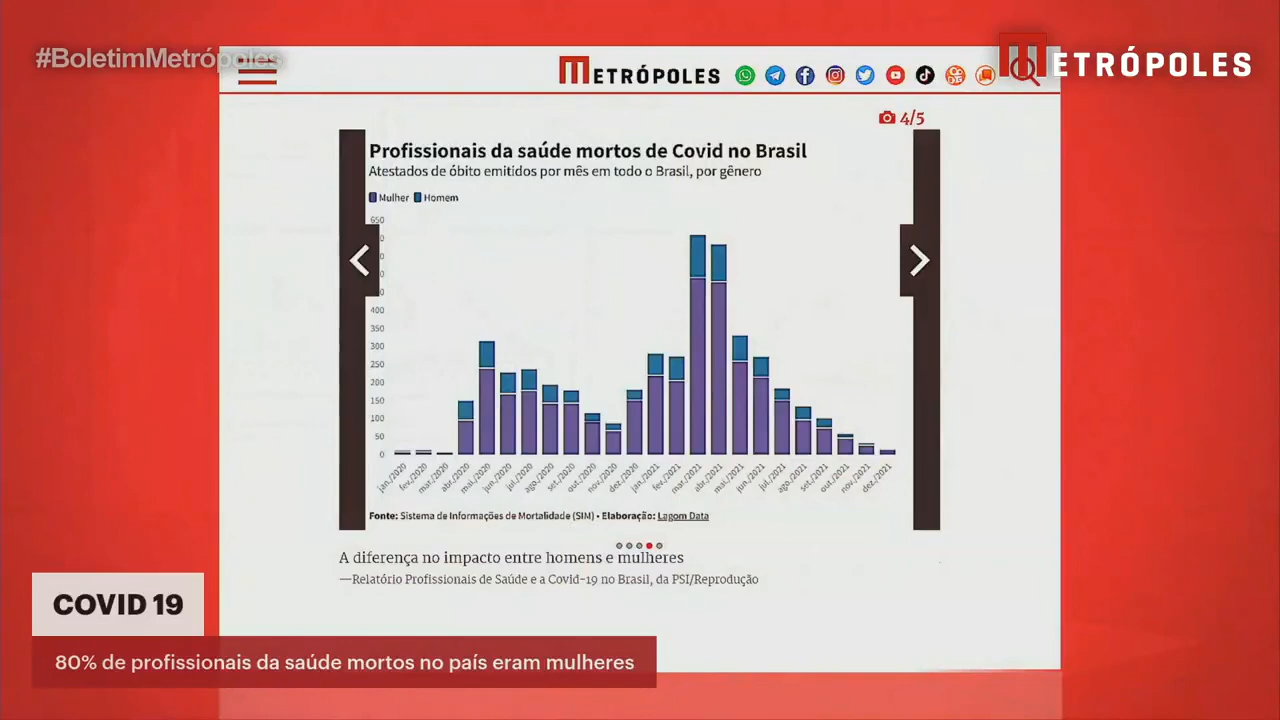 #BoletimMetrópoles
METRÓPOLES
METRÓPOLES
4/5
Profissionais da saúde mortos de Covid no Brasil
Atestados de óbito emitidos por mês em todo o Brasil, por gênero
Mulher Homem
650
400
350
300
250
200
150
100
50
0
jan./2020 fev./2020 mar./2020 abr./2020 mai./2020 jun./2020 jul./2020 ago./2020 set./2020 out./2020 nov./2020 dez./2020 jan./2021 fev./2021 mar./2021 abr./2021 mai./2021 jun./2021 jul./2021 ago./2021 set./2021 out./2021 nov./2021 dez./2021
Fonte: Sistema de Informações de Mortalidade (SIM) • Elaboração: Lagom Data
A diferença no impacto entre homens e mulheres
—Relatório Profissionais de Saúde e a Covid-19 no Brasil, da PSI/Reprodução
COVID 19
80% de profissionais da saúde mortos no país eram mulheres